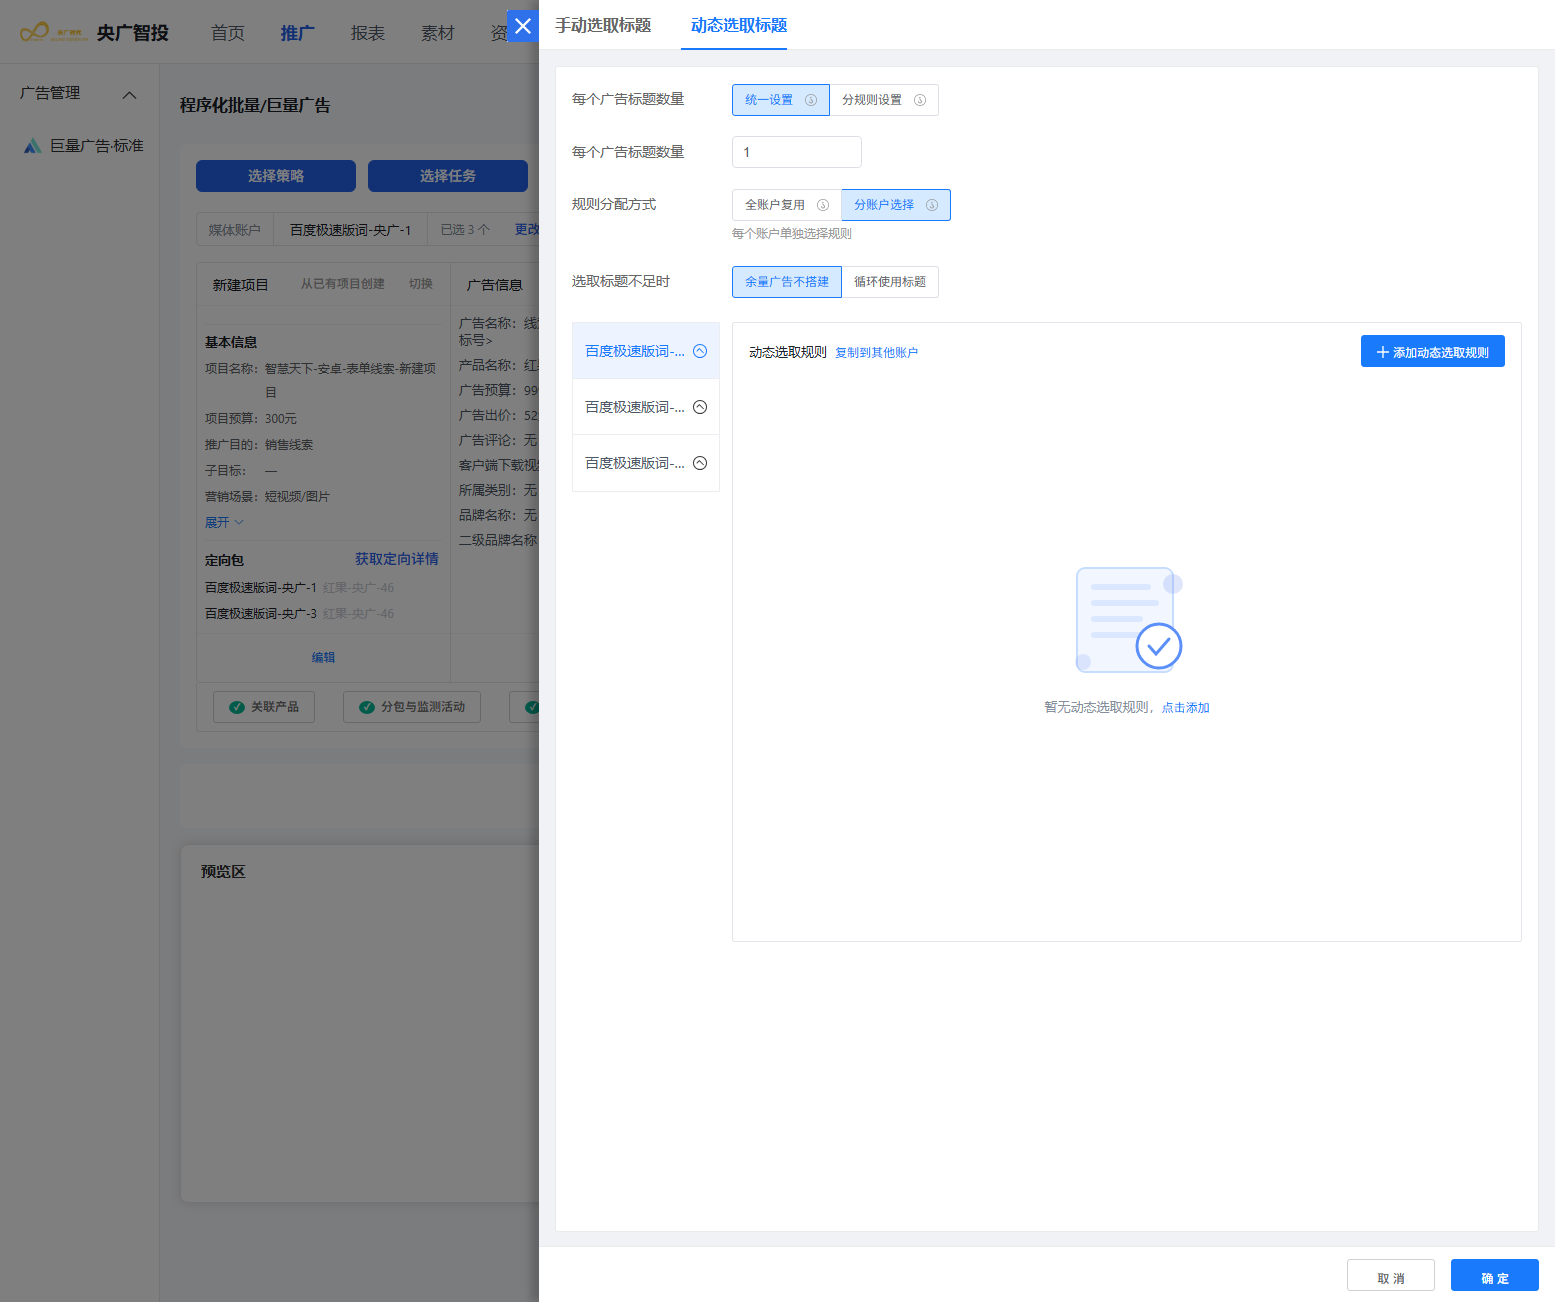 央广智投
首页
推广
报表
素材
资
广告管理
巨量广告·标准
程序化批量/巨量广告
选择策略
选择任务
媒体账户
百度极速版词-央广-1
已选 3 个
更改
新建项目
从已有项目创建
切换
广告信息
基本信息
项目名称：智慧天下-安卓-表单线索-新建项
目
项目预算：300元
推广目的：销售线索
子目标：—
营销场景：短视频/图片
展开
定向包
获取定向详情
百度极速版词-央广-1 红果-央广-46
百度极速版词-央广-3 红果-央广-46
编辑
广告名称：线
标号>
产品名称：红
广告预算：99
广告出价：52
广告评论：无
客户端下载视
所属类别：无
品牌名称：无
二级品牌名称
关联产品
分包与监测活动
预览区
手动选取标题
动态选取标题
每个广告标题数量
统一设置
分规则设置
每个广告标题数量
1
规则分配方式
全账户复用
分账户选择
每个账户单独选择规则
选取标题不足时
余量广告不搭建
循环使用标题
百度极速版词-...
百度极速版词-...
百度极速版词-...
动态选取规则
复制到其他账户
添加动态选取规则
暂无动态选取规则，点击添加
取 消
确 定